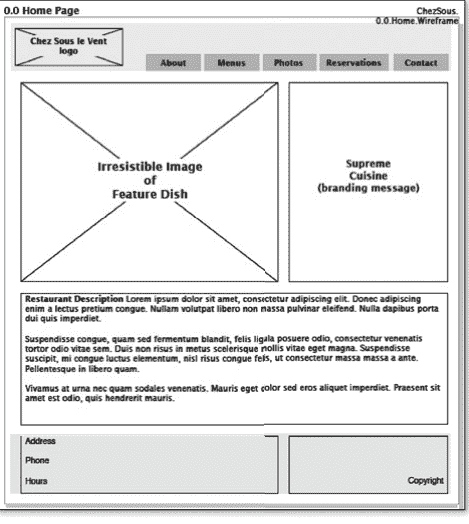 0.0 Home Page
ChezSous.
0.0.Home.Wireframe
Chez Sous le Vent
logo
About
Menus
Photos
Reservations
Contact
Irresistible Image
of
Feature Dish
Supreme
Cuisine
(branding message)
Restaurant Description Lorem ipsum dolor sit amet, consectetur adipiscing elit. Donec adipiscing
enim a lectus pretium congue. Nullam volutpat libero non massa pulvinar eleifend. Nulla dapibus porta
dui quis imperdiet.
Suspendisse congue, quam sed fermentum blandit, felis ligula posuere odio, consectetur venenatis
tortor odio vitae sem. Duis non risus in metus scelerisque mollis vitae eget magna. Suspendisse
suscipit, mi congue luctus elementum, nisl risus congue felis, ut consectetur massa massa a ante.
Pellentesque in libero quam.
Vivamus at urna nec quam sodales venenatis. Mauris eget color sed eros aliquet imperdiet. Praesent sit
amet est odio, quis hendrerit mauris.
Address
Phone
Hours
Copyright